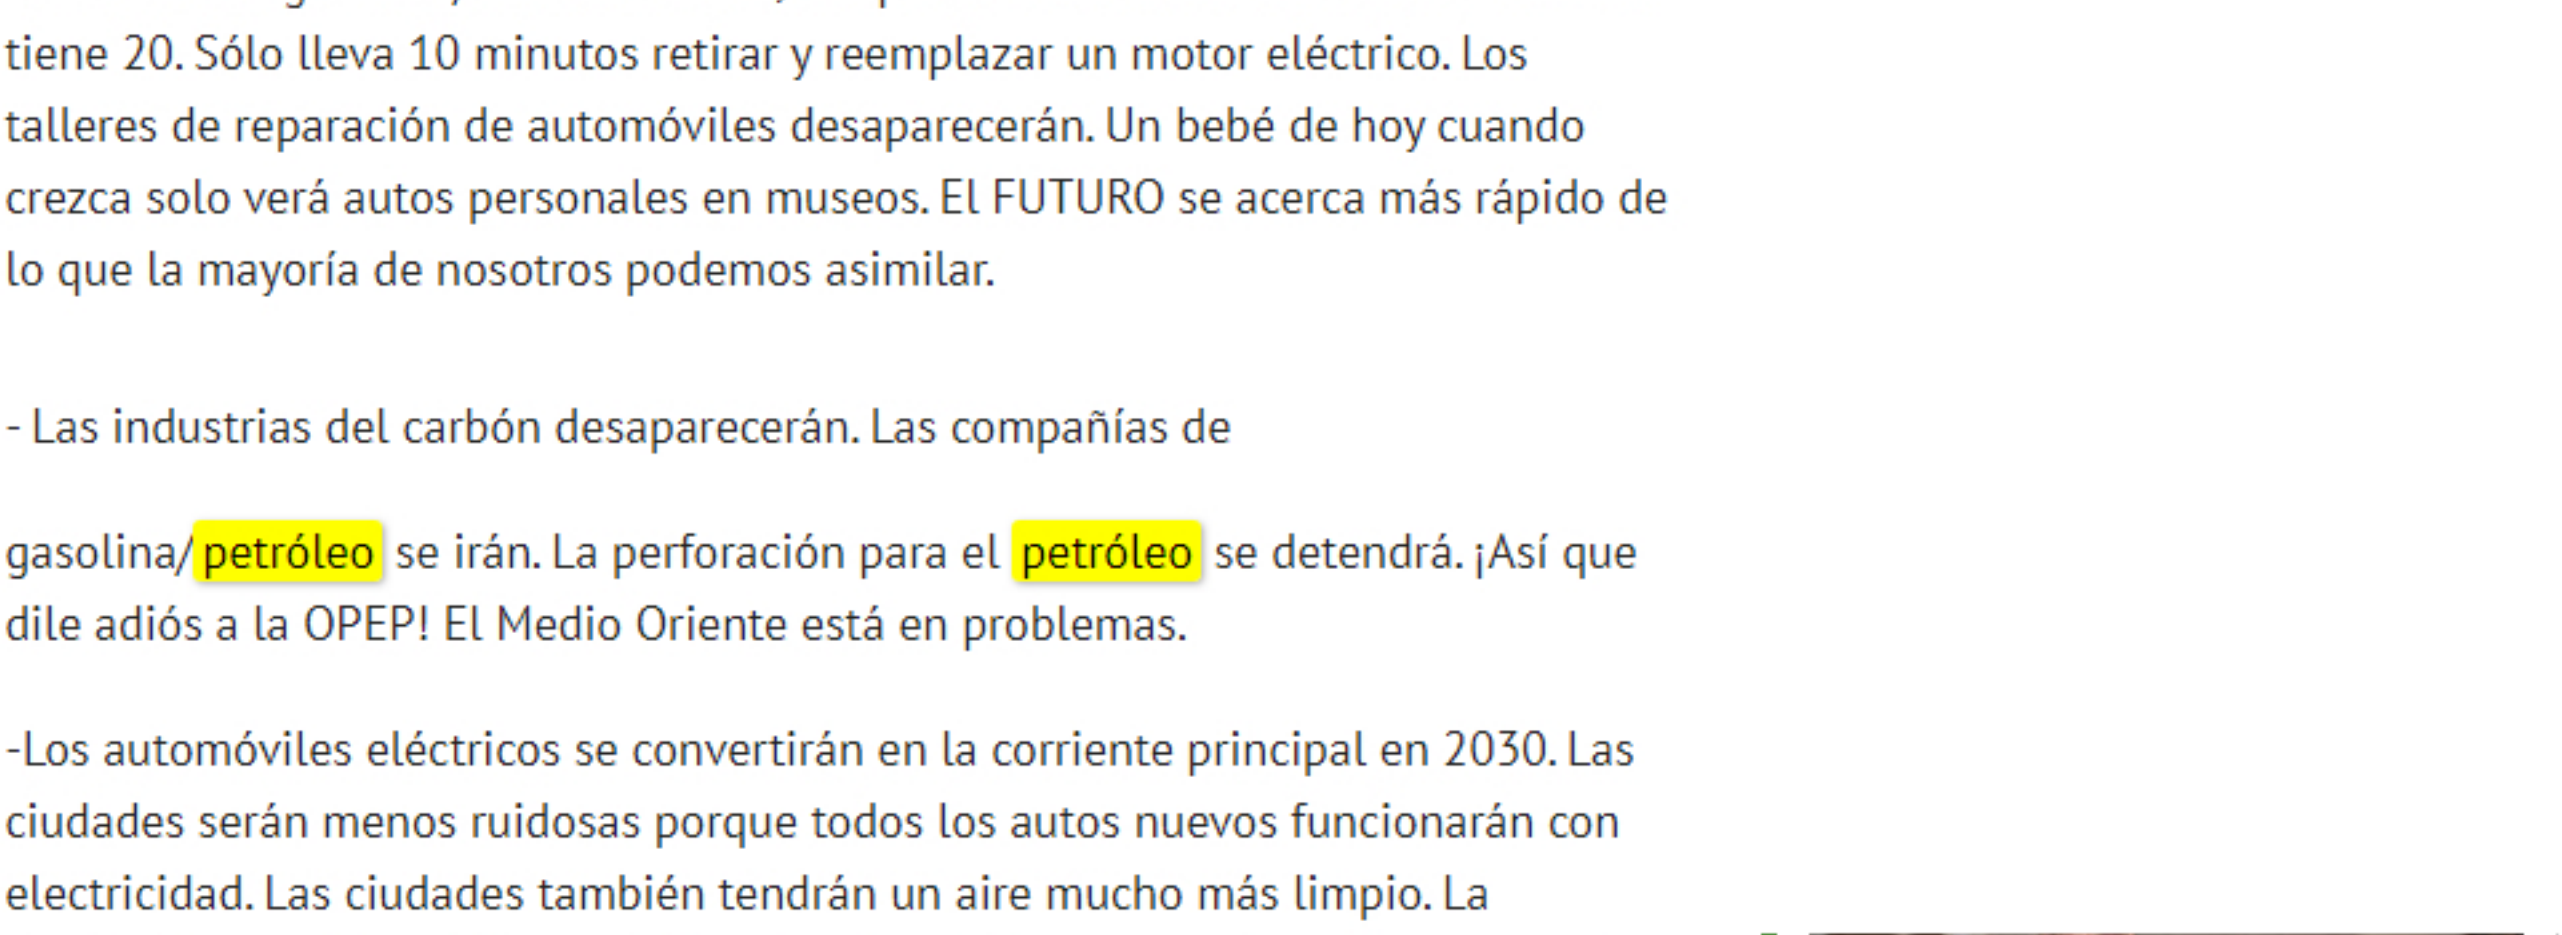 tiene 20. Sólo lleva 10 minutos retirar y reemplazar un motor eléctrico. Los
talleres de reparación de automóviles desaparecerán. Un bebé de hoy cuando
crezca solo verá autos personales en museos. El FUTURO se acerca más rápido de
lo que la mayoría de nosotros podemos asimilar.
- Las industrias del carbón desaparecerán. Las compañías de
gasolina/petróleo se irán. La perforación para el petróleo se detendrá. ¡Así que
dile adiós a la OPEP! El Medio Oriente está en problemas.
-Los automóviles eléctricos se convertirán en la corriente principal en 2030. Las
ciudades serán menos ruidosas porque todos los autos nuevos funcionarán con
electricidad. Las ciudades también tendrán un aire mucho más limpio. La